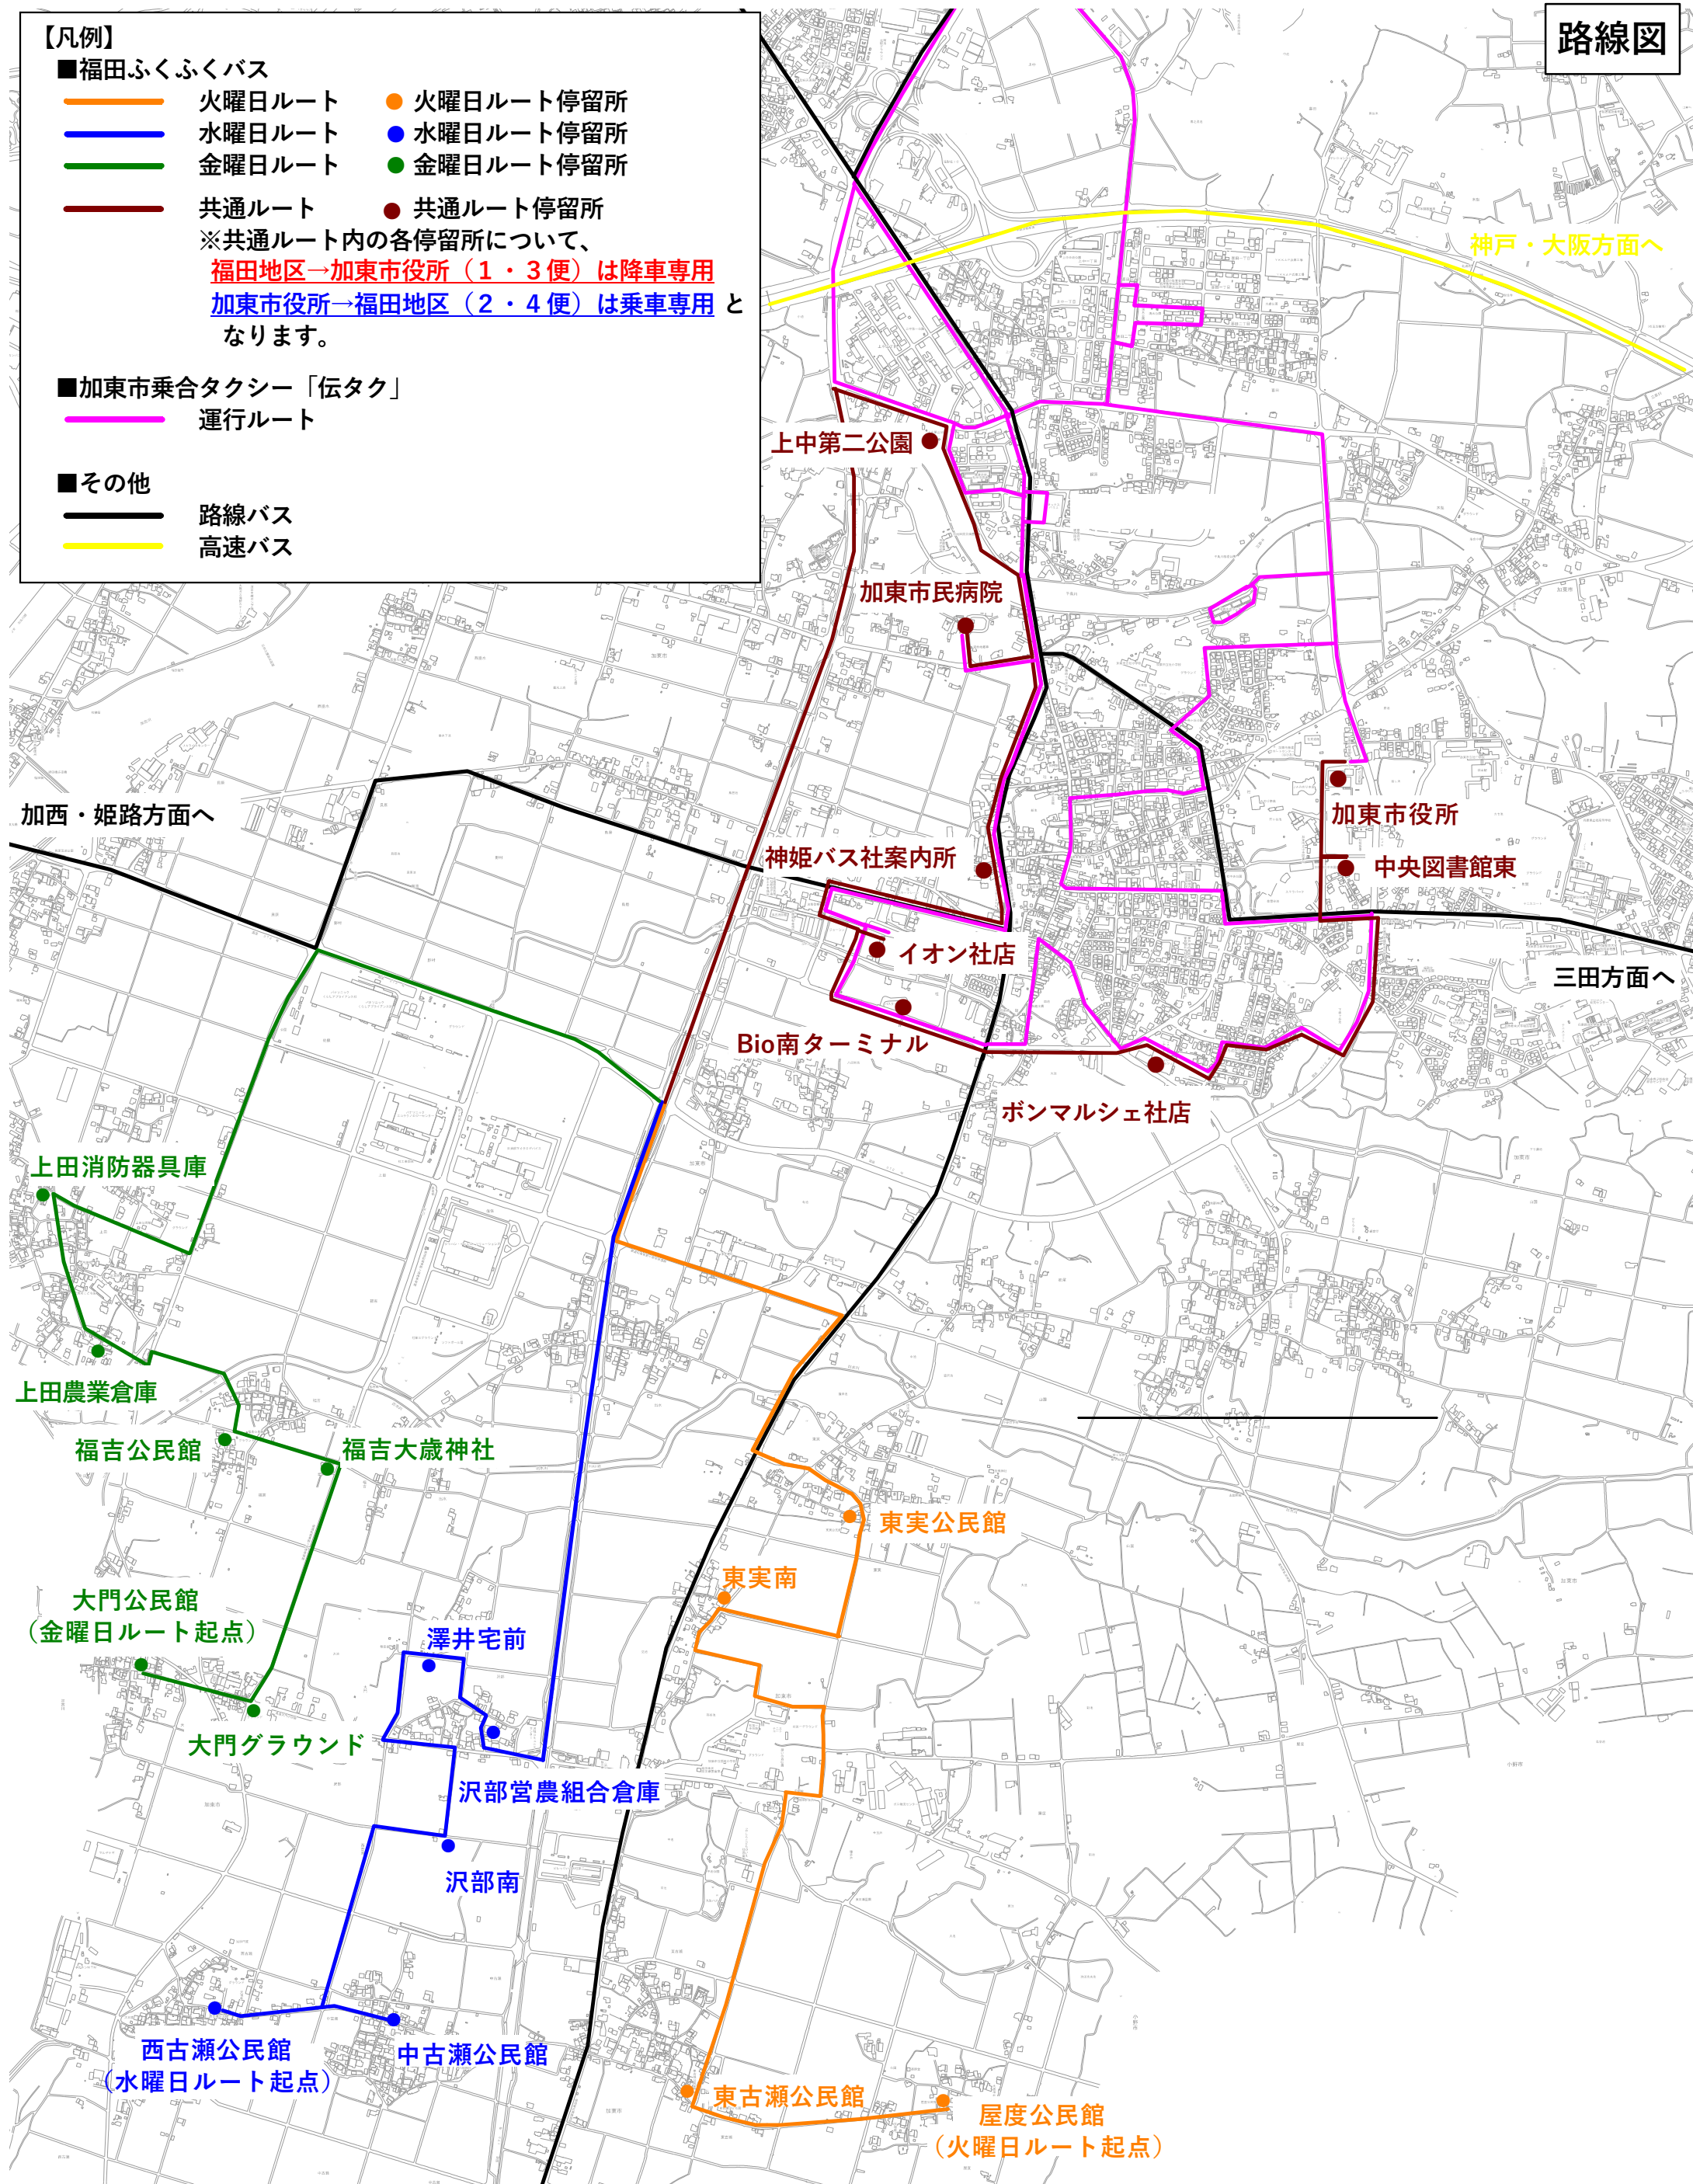 路線図
【凡例】
■福田ふくふくバス
火曜日ルート
火曜日ルート停留所
水曜日ルート
水曜日ルート停留所
金曜日ルート
金曜日ルート停留所
共通ルート
共通ルート停留所
※共通ルート内の各停留所について、
福田地区→加東市役所（１・３便）は降車専用
加東市役所→福田地区（２・４便）は乗車専用 と
なります。
■加東市乗合タクシー「伝タク」
運行ルート
■その他
路線バス
高速バス
神戸・大阪方面へ
上中第二公園
加東市民病院
加西・姫路方面へ
加東市役所
神姫バス社案内所
中央図書館東
イオン社店
三田方面へ
Bio南ターミナル
ボンマルシェ社店
上田消防器具庫
上田農業倉庫
福吉公民館
福吉大歳神社
東実公民館
東実南
大門公民館
（金曜日ルート起点）
澤井宅前
大門グラウンド
沢部営農組合倉庫
沢部南
西古瀬公民館
（水曜日ルート起点）
中古瀬公民館
東古瀬公民館
屋度公民館
（火曜日ルート起点）